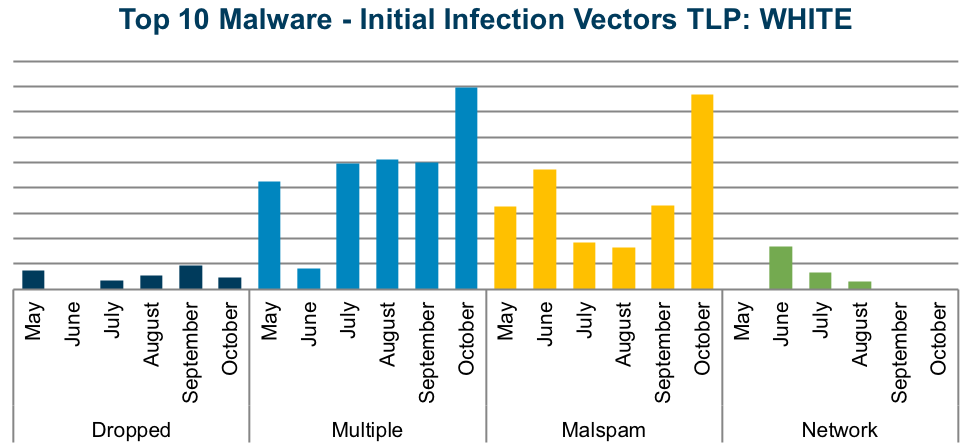 Top 10 Malware - Initial Infection Vectors TLP: WHITE
May June July August September October May June July August September October May June July August September October May June July August September October
Dropped Multiple Malspam Network